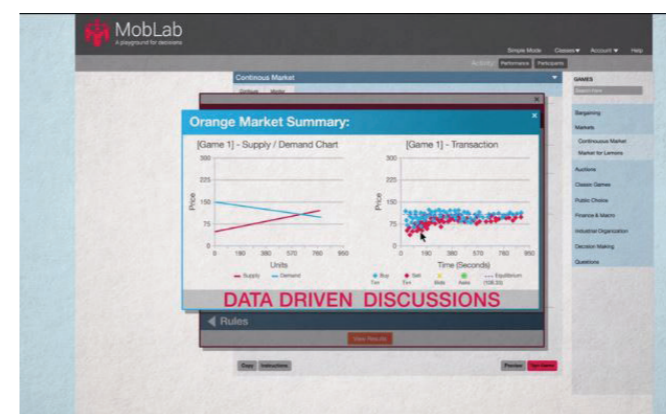 MobLab
A playground for decisions
Simple Mode Classes Account Help
Activity: Performance Participants
Continous Market
GAMES
Bargaining
Markets
Continuous Market
Market for Lemons
Auctions
Classic Games
Public Choice
Finance & Macro
Industrial Organization
Decision Making
Questions
×
Orange Market Summary: ×
[Game 1] - Supply / Demand Chart
300
225
150
75
0
Price
0 190 380 570 760 950
Units
Supply Demand
[Game 1] - Transaction
300
225
75
0
Price
0 190 380 570 760 950
Time (Seconds)
Buy Txn Sell Txn Bids Asks Equilibrium
DATA DRIVEN DISCUSSIONS
Rules
View Results
Copy Instructions Preview